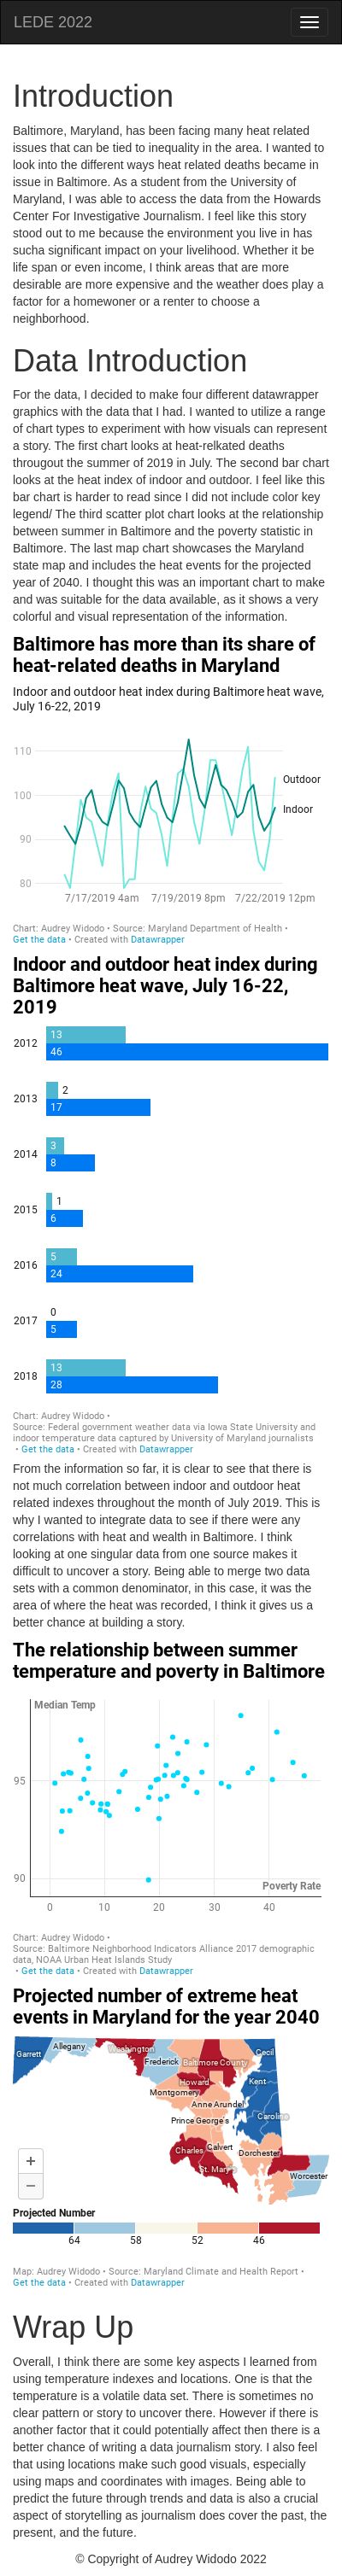 LEDE 2022
Introduction
Baltimore, Maryland, has been facing many heat related
issues that can be tied to inequality in the area. I wanted to
look into the different ways heat related deaths became in
issue in Baltimore. As a student from the University of
Maryland, I was able to access the data from the Howards
Center For Investigative Journalism. I feel like this story
stood out to me because the environment you live in has
sucha significant impact on your livelihood. Whether it be
life span or even income, I think areas that are more
desirable are more expensive and the weather does play a
factor for a homewoner or a renter to choose a
neighborhood.
Data Introduction
For the data, I decided to make four different datawrapper
graphics with the data that I had. I wanted to utilize a range
of chart types to experiment with how visuals can represent
a story. The first chart looks at heat-relkated deaths
througout the summer of 2019 in July. The second bar chart
looks at the heat index of indoor and outdoor. I feel like this
bar chart is harder to read since I did not include color key
legend/ The third scatter plot chart looks at the relationship
between summer in Baltimore and the poverty statistic in
Baltimore. The last map chart showcases the Maryland
state map and includes the heat events for the projected
year of 2040. I thought this was an important chart to make
and was suitable for the data available, as it shows a very
colorful and visual representation of the information.
Baltimore has more than its share of
heat-related deaths in Maryland
Indoor and outdoor heat index during Baltimore heat wave,
July 16-22, 2019
110
Outdoor
100
Indoor
90
80
7/17/2019 4am 7/19/2019 8pm 7/22/2019 12pm
Chart: Audrey Widodo • Source: Maryland Department of Health •
Get the data • Created with Datawrapper
Indoor and outdoor heat index during
Baltimore heat wave, July 16-22,
2019
13
2012
46
2
2013
17
3
2014
8
1
2015
6
5
2016
24
0
2017
5
13
2018
28
Chart: Audrey Widodo •
Source: Federal government weather data via Iowa State University and
indoor temperature data captured by University of Maryland journalists
• Get the data • Created with Datawrapper
From the information so far, it is clear to see that there is
not much correlation between indoor and outdoor heat
related indexes throughout the month of July 2019. This is
why I wanted to integrate data to see if there were any
correlations with heat and wealth in Baltimore. I think
looking at one singular data from one source makes it
difficult to uncover a story. Being able to merge two data
sets with a common denominator, in this case, it was the
area of where the heat was recorded, I think it gives us a
better chance at building a story.
The relationship between summer
temperature and poverty in Baltimore
Median Temp
95
90
Poverty Rate
0 10 20 30 40
Chart: Audrey Widodo •
Source: Baltimore Neighborhood Indicators Alliance 2017 demographic
data, NOAA Urban Heat Islands Study
• Get the data • Created with Datawrapper
Projected number of extreme heat
events in Maryland for the year 2040
Garrett
Allegany
Washington
Frederick
Baltimore County
Cecil
Howard
Kent
Montgomery
Anne Arundel
Prince George's
Caroline
Charles
Calvert
Dorchester
St. Mary's
Worcester
+
−
Projected Number
64 58 52 46
Map: Audrey Widodo • Source: Maryland Climate and Health Report •
Get the data • Created with Datawrapper
Wrap Up
Overall, I think there are some key aspects I learned from
using temperature indexes and locations. One is that the
temperature is a volatile data set. There is sometimes no
clear pattern or story to uncover there. However if there is
another factor that it could potentially affect then there is a
better chance of writing a data journalism story. I also feel
that using locations make such good visuals, especially
using maps and coordinates with images. Being able to
predict the future through trends and data is also a crucial
aspect of storytelling as journalism does cover the past, the
present, and the future.
© Copyright of Audrey Widodo 2022